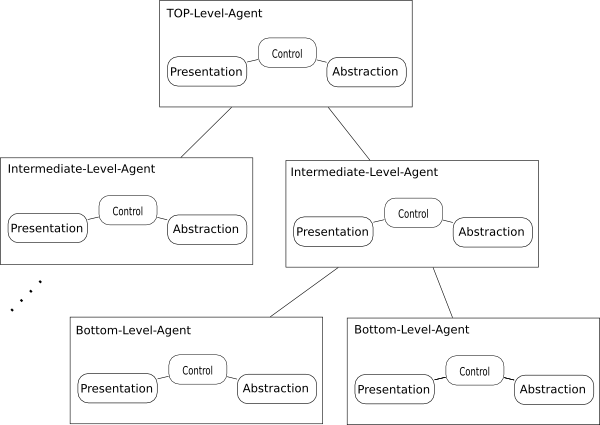 TOP-Level-Agent
Control
Presentation
Abstraction
Intermediate-Level-Agent
Control
Presentation
Abstraction
Intermediate-Level-Agent
Control
Presentation
Abstraction
Bottom-Level-Agent
Control
Presentation
Abstraction
Bottom-Level-Agent
Control
Presentation
Abstraction